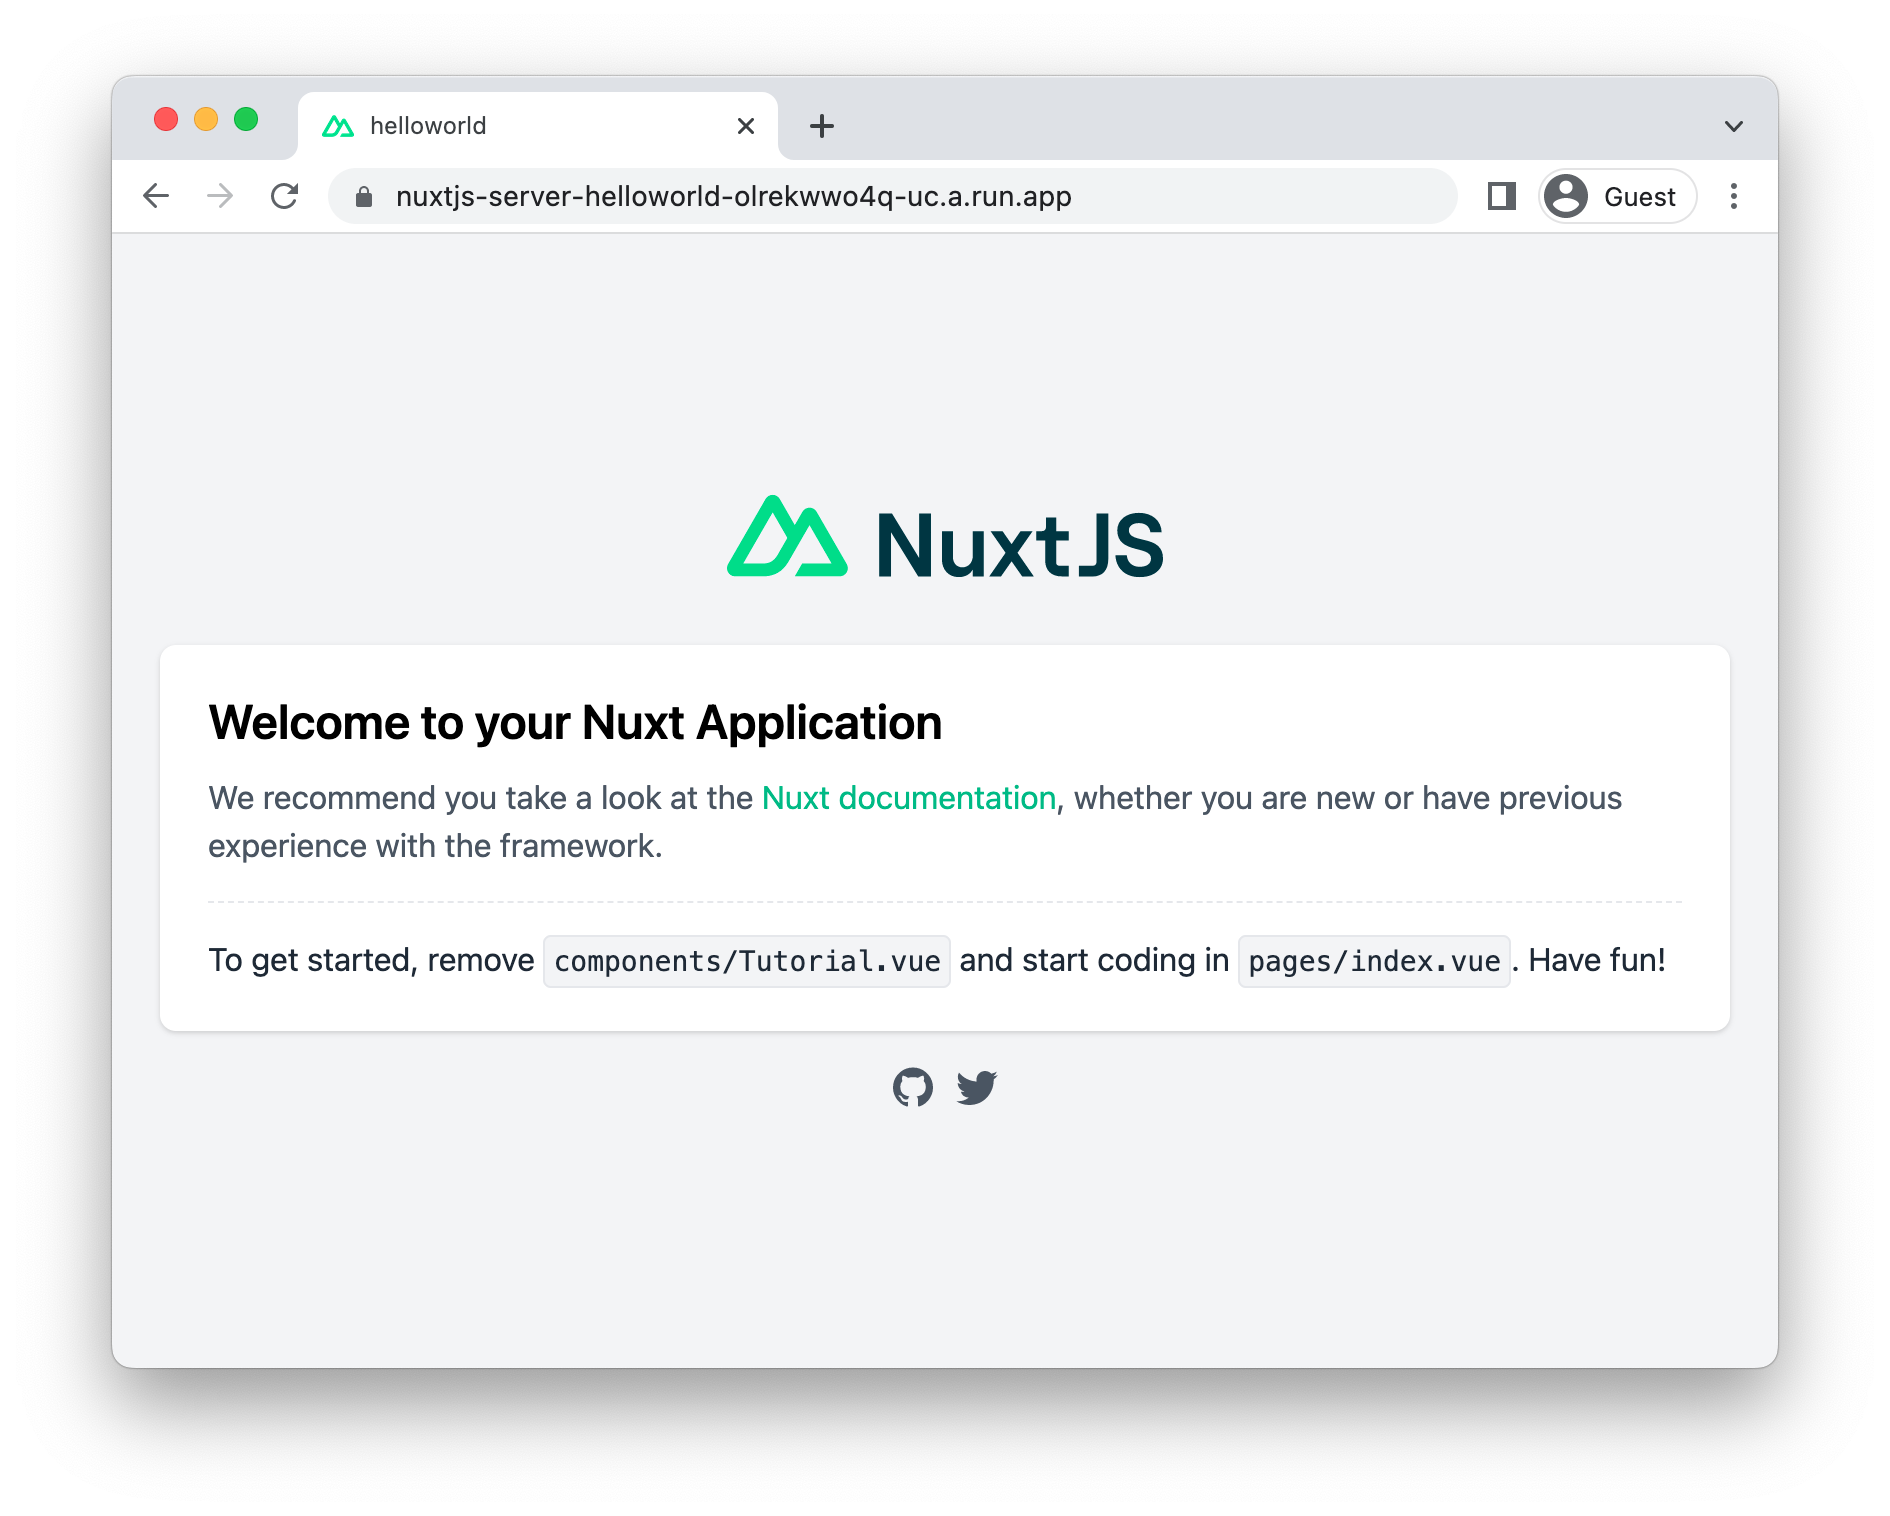 helloworld
nuxtjs-server-helloworld-olrekwwo4q-uc.a.run.app
Guest
NuxtJS
Welcome to your Nuxt Application
We recommend you take a look at the Nuxt documentation, whether you are new or have previous
experience with the framework.
To get started, remove components/Tutorial.vue and start coding in pages/index.vue. Have fun!